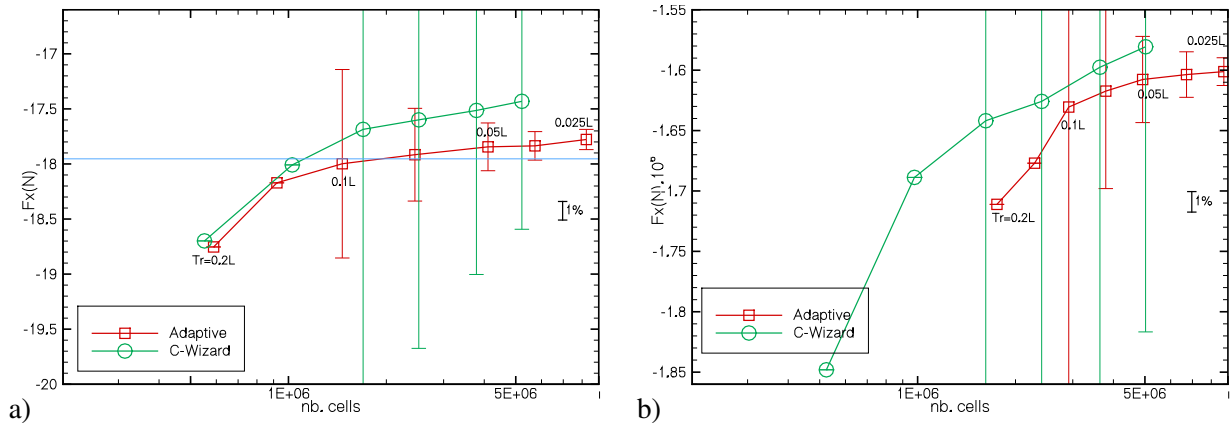 -17
-17.5
-18
-18.5
-19
-19.5
-20
Fx(N)
0.025L
0.05L
0.1L
Tr=0.2L
1%
Adaptive
C-Wizard
1E+06
5E+06
nb. cells
a)
-1.55
-1.6
-1.65
-1.7
-1.75
-1.8
-1.85
0.025L
0.05L
0.1L
Tr=0.2L
1%
Adaptive
C-Wizard
1E+06
5E+06
nb. cells
b)